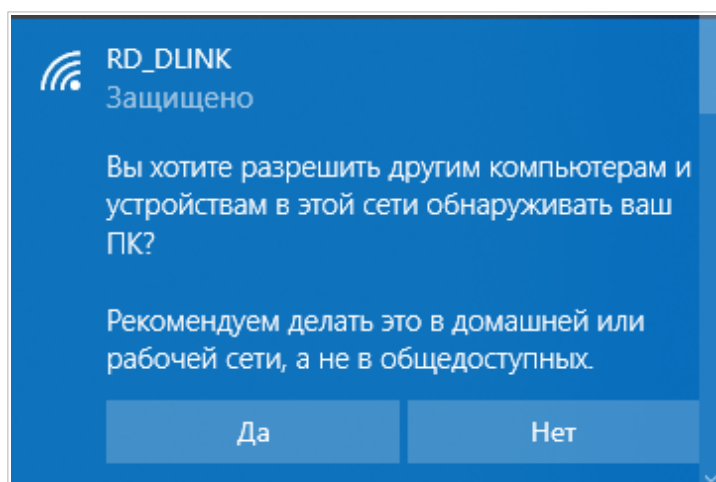 RD_DLINK
Защищено
Вы хотите разрешить другим компьютерам и
устройствам в этой сети обнаруживать ваш
ПК?
Рекомендуем делать это в домашней или
рабочей сети, а не в общедоступных.
Да Нет